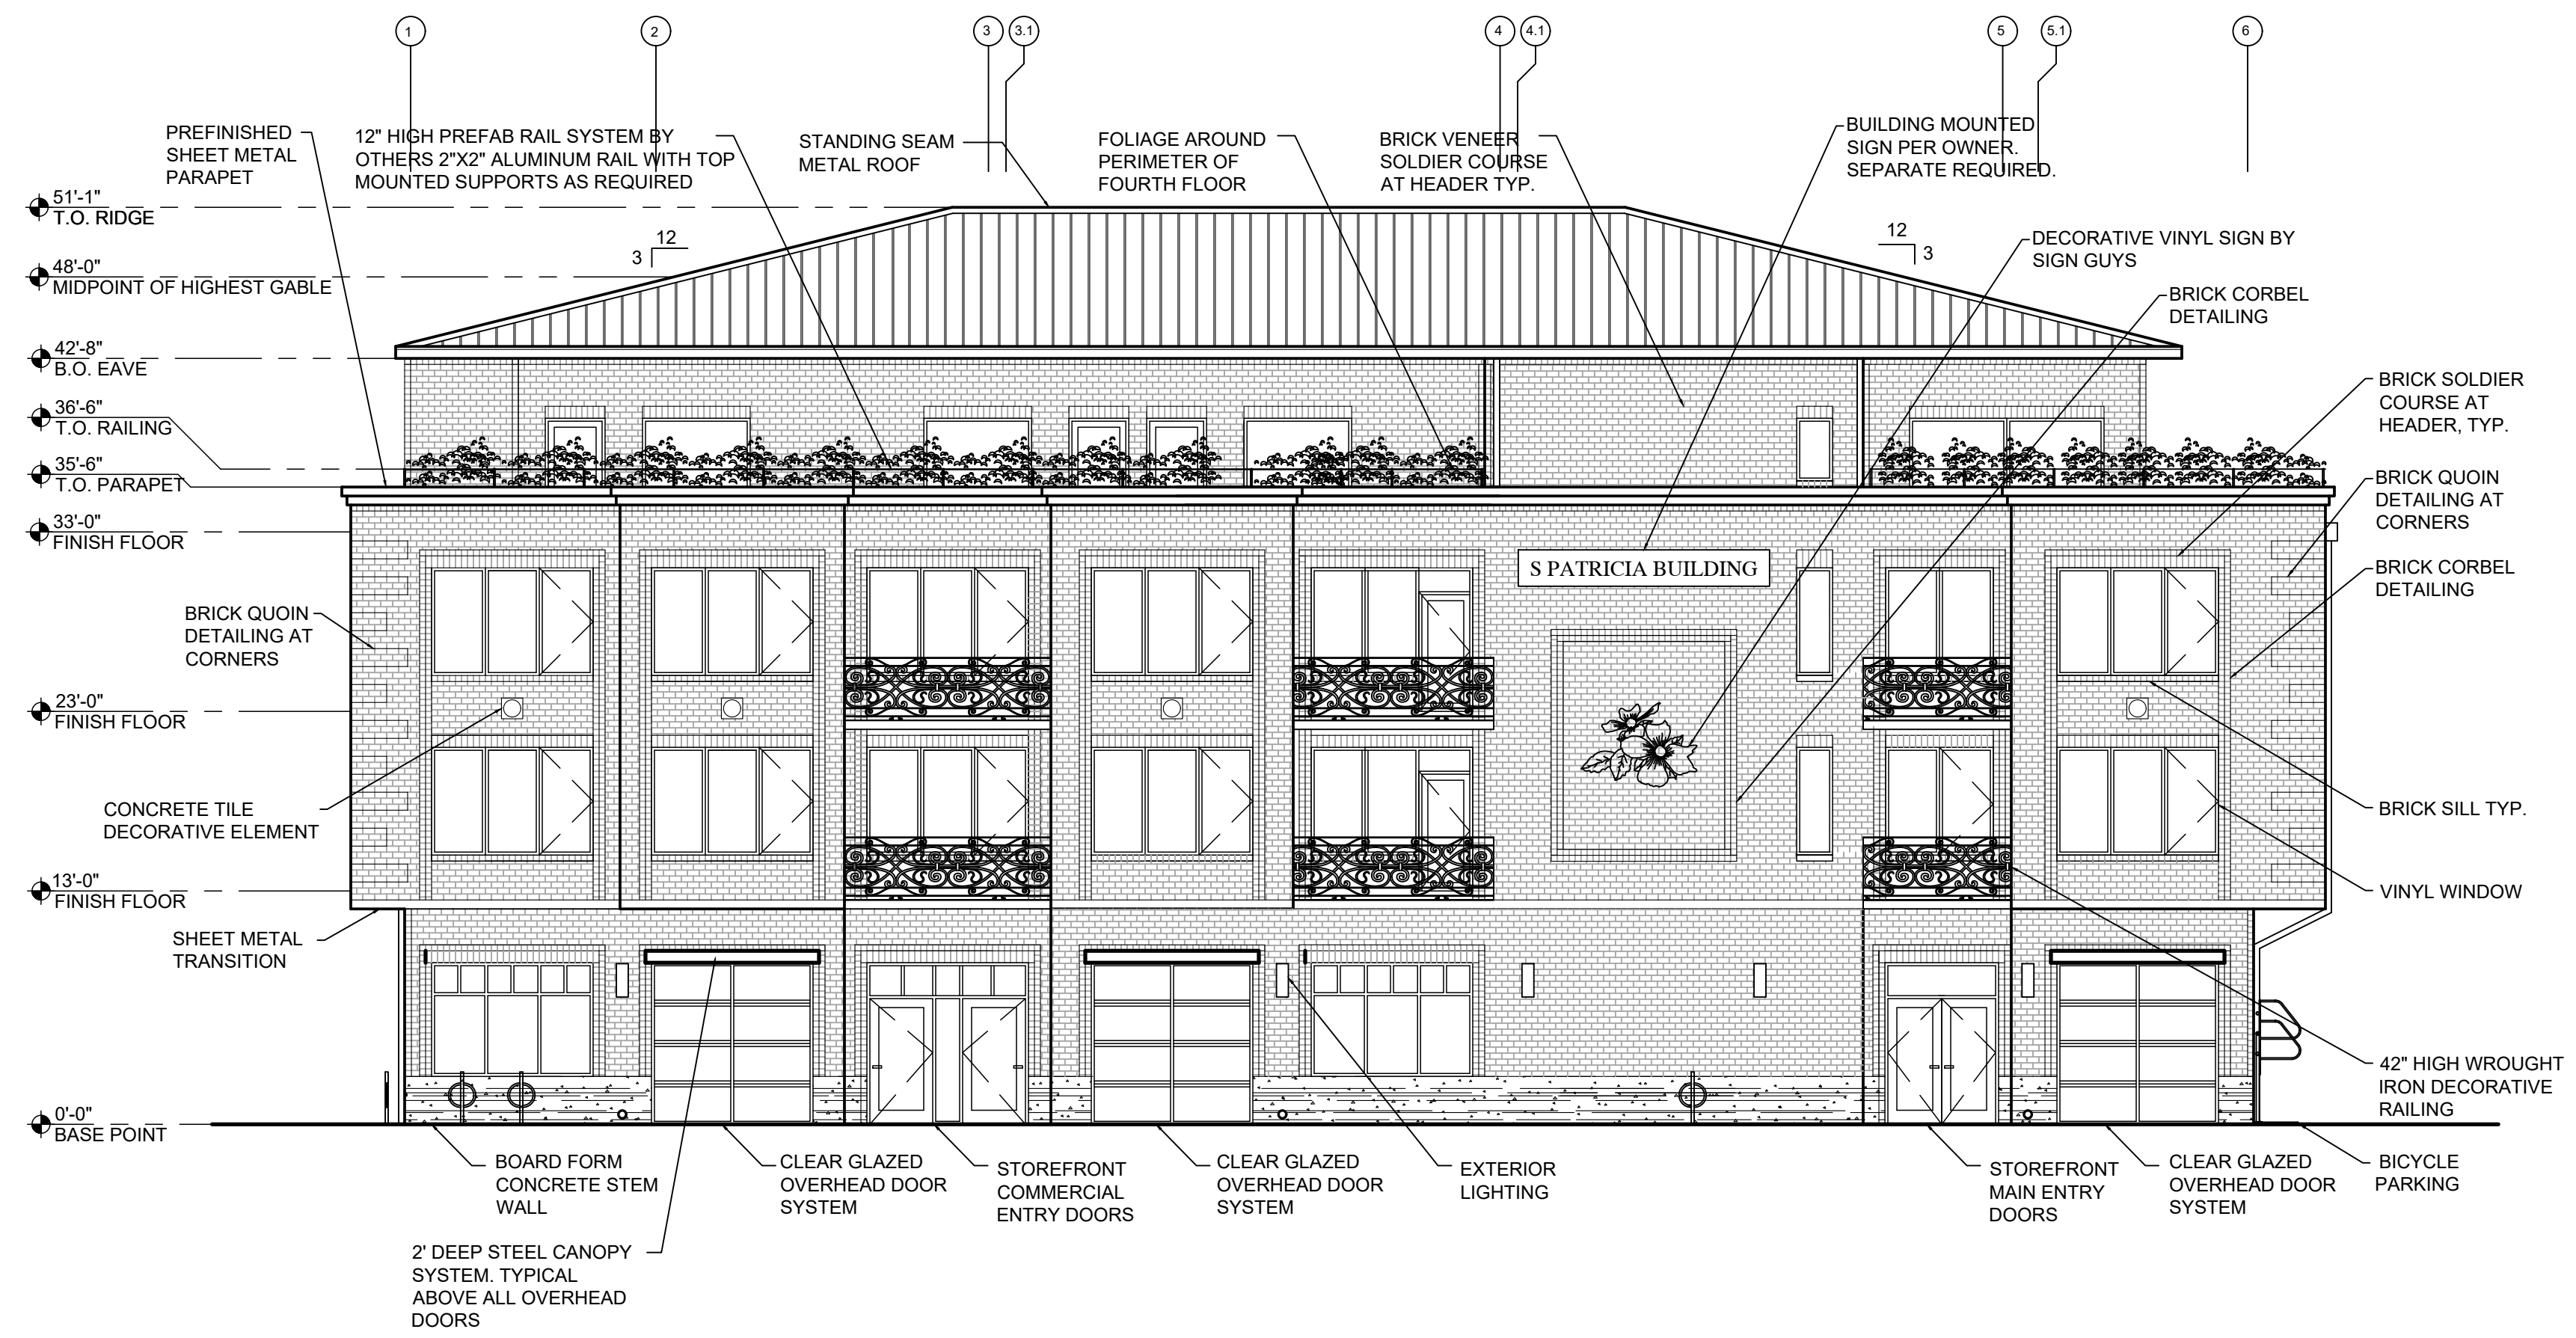 1
2
3
3.1
4
4.1
5
5.1
6
PREFINISHED
SHEET METAL
PARAPET
12" HIGH PREFAB RAIL SYSTEM BY
OTHERS 2"X2" ALUMINUM RAIL WITH TOP
MOUNTED SUPPORTS AS REQUIRED
STANDING SEAM
METAL ROOF
FOLIAGE AROUND
PERIMETER OF
FOURTH FLOOR
BRICK VENEER
SOLDIER COURSE
AT HEADER TYP.
BUILDING MOUNTED
SIGN PER OWNER.
SEPARATE REQUIRED.
51'-1"
T.O. RIDGE
12
3
12
3
DECORATIVE VINYL SIGN BY
SIGN GUYS
48'-0"
MIDPOINT OF HIGHEST GABLE
BRICK CORBEL
DETAILING
42'-8"
B.O. EAVE
36'-6"
T.O. RAILING
35'-6"
T.O. PARAPET
33'-0"
FINISH FLOOR
BRICK SOLDIER
COURSE AT
HEADER, TYP.
BRICK QUOIN
DETAILING AT
CORNERS
BRICK CORBEL
DETAILING
S PATRICIA BUILDING
BRICK QUOIN
DETAILING AT
CORNERS
23'-0"
FINISH FLOOR
CONCRETE TILE
DECORATIVE ELEMENT
BRICK SILL TYP.
13'-0"
FINISH FLOOR
VINYL WINDOW
SHEET METAL
TRANSITION
42" HIGH WROUGHT
IRON DECORATIVE
RAILING
0'-0"
BASE POINT
BOARD FORM
CONCRETE STEM
WALL
CLEAR GLAZED
OVERHEAD DOOR
SYSTEM
STOREFRONT
COMMERCIAL
ENTRY DOORS
CLEAR GLAZED
OVERHEAD DOOR
SYSTEM
EXTERIOR
LIGHTING
STOREFRONT
MAIN ENTRY
DOORS
CLEAR GLAZED
OVERHEAD DOOR
SYSTEM
BICYCLE
PARKING
2' DEEP STEEL CANOPY
SYSTEM. TYPICAL
ABOVE ALL OVERHEAD
DOORS